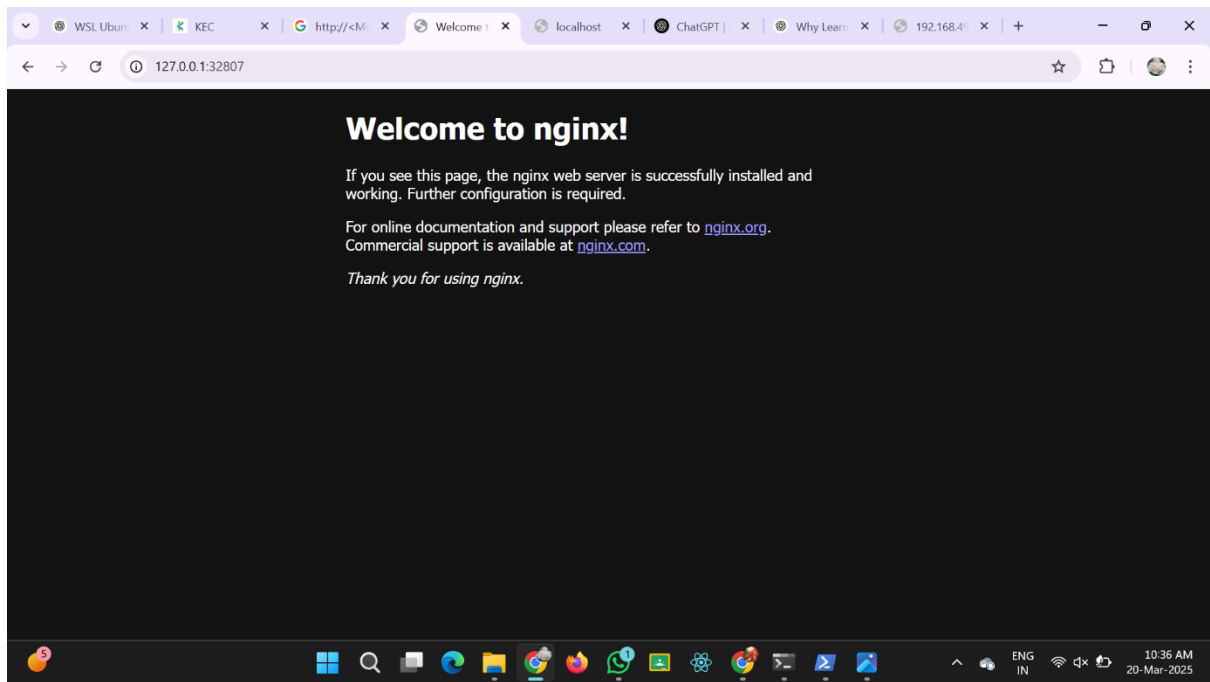 WSL Ubun
KEC
http://<Mi
Welcome t
localhost
ChatGPT |
Why Learn
192.168.49
127.0.0.1:32807
Welcome to nginx!
If you see this page, the nginx web server is successfully installed and
working. Further configuration is required.
For online documentation and support please refer to nginx.org.
Commercial support is available at nginx.com.
Thank you for using nginx.
5
1
ENG
IN
10:36 AM
20-Mar-2025